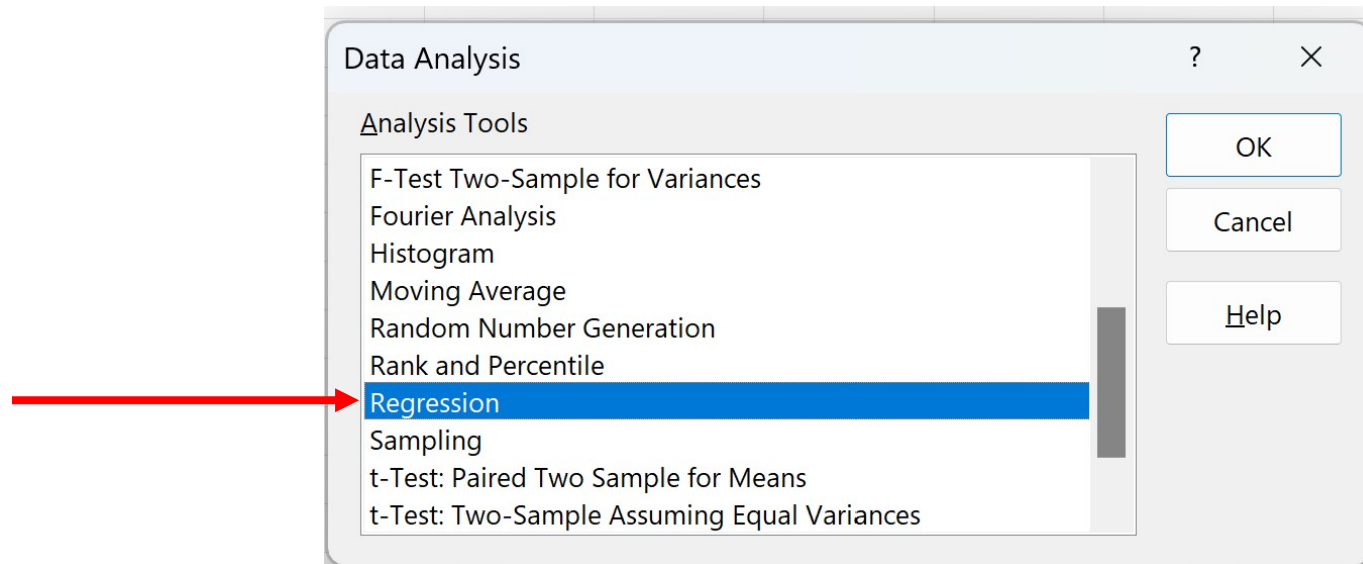 Data Analysis
?
Analysis Tools
OK
F-Test Two-Sample for Variances
Fourier Analysis
Cancel
Histogram
Moving Average
Help
Random Number Generation
Rank and Percentile
Regression
Sampling
t-Test: Paired Two Sample for Means
t-Test: Two-Sample Assuming Equal Variances